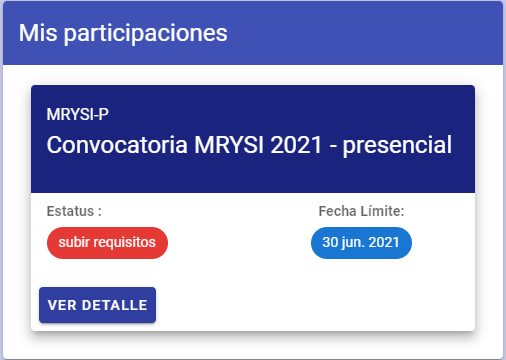 Mis participaciones
MRYSI-P
Convocatoria MRYSI 2021 - presencial
Estatus :
Fecha Límite:
subir requisitos
30 jun. 2021
VER DETALLE